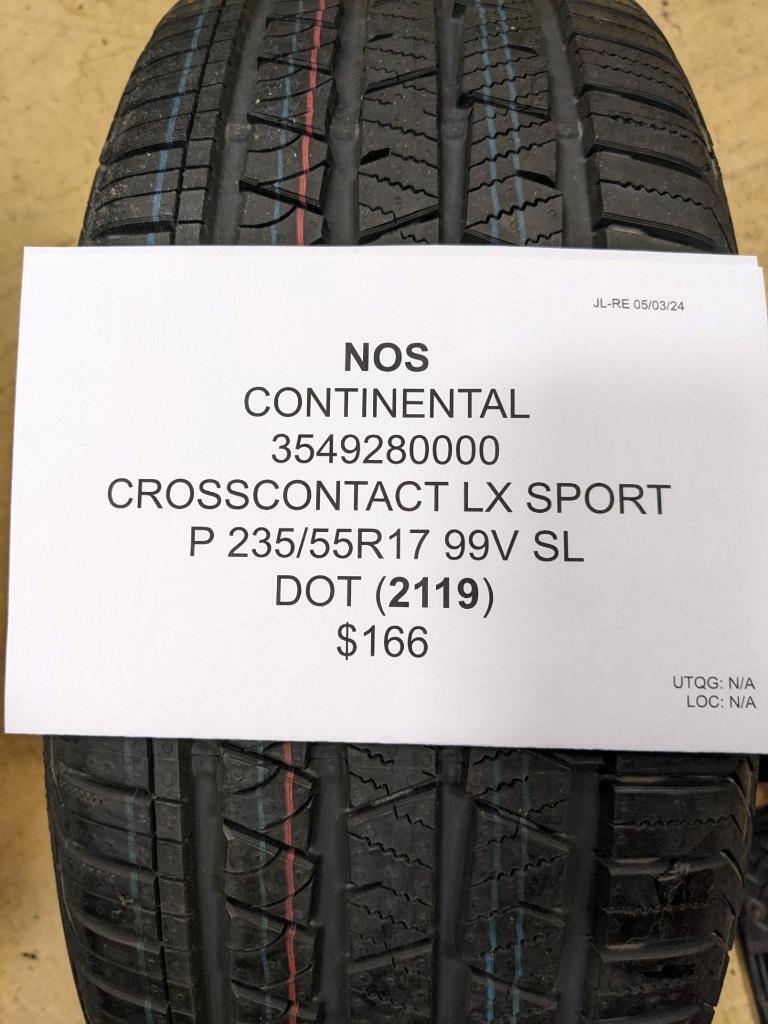 JL-RE 05/03/24
NOS
CONTINENTAL
3549280000
CROSSCONTACT LX SPORT
P 235/55R17 99V SL
DOT (2119)
$166
UTQG: N/A
LOC: N/A